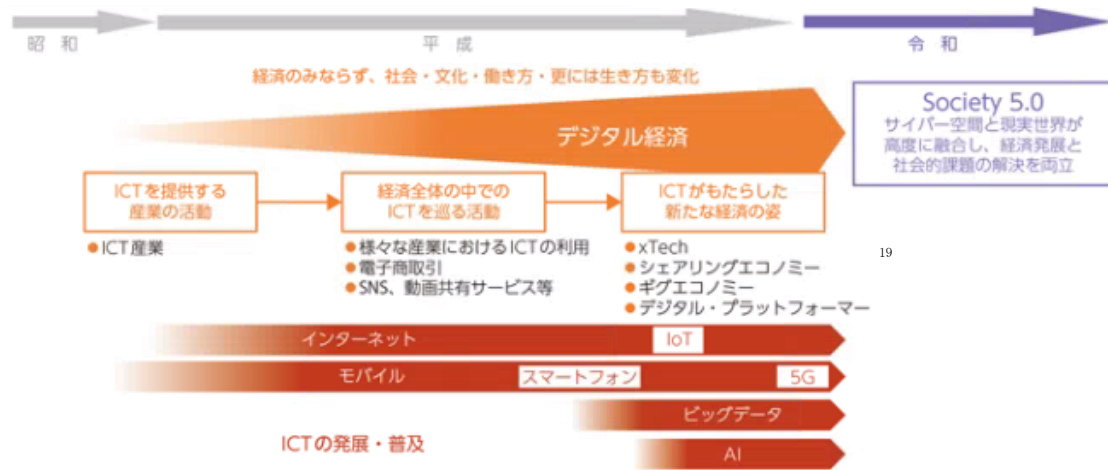 昭和
平成
令和
経済のみならず、社会・文化・働き方・更には生き方も変化
デジタル経済
Society 5.0
サイバー空間と現実世界が
高度に融合し、経済発展と
社会的課題の解決を両立
ICTを提供する
産業の活動
●ICT産業
経済全体の中での
ICTを巡る活動
●様々な産業におけるICTの利用
●電子商取引
●SNS、動画共有サービス等
ICTがもたらした
新たな経済の姿
●xTech
●シェアリングエコノミー
●ギグエコノミー
●デジタル・プラットフォーマー
19
インターネット
IoT
モバイル
スマートフォン
5G
ビッグデータ
AI
ICTの発展・普及